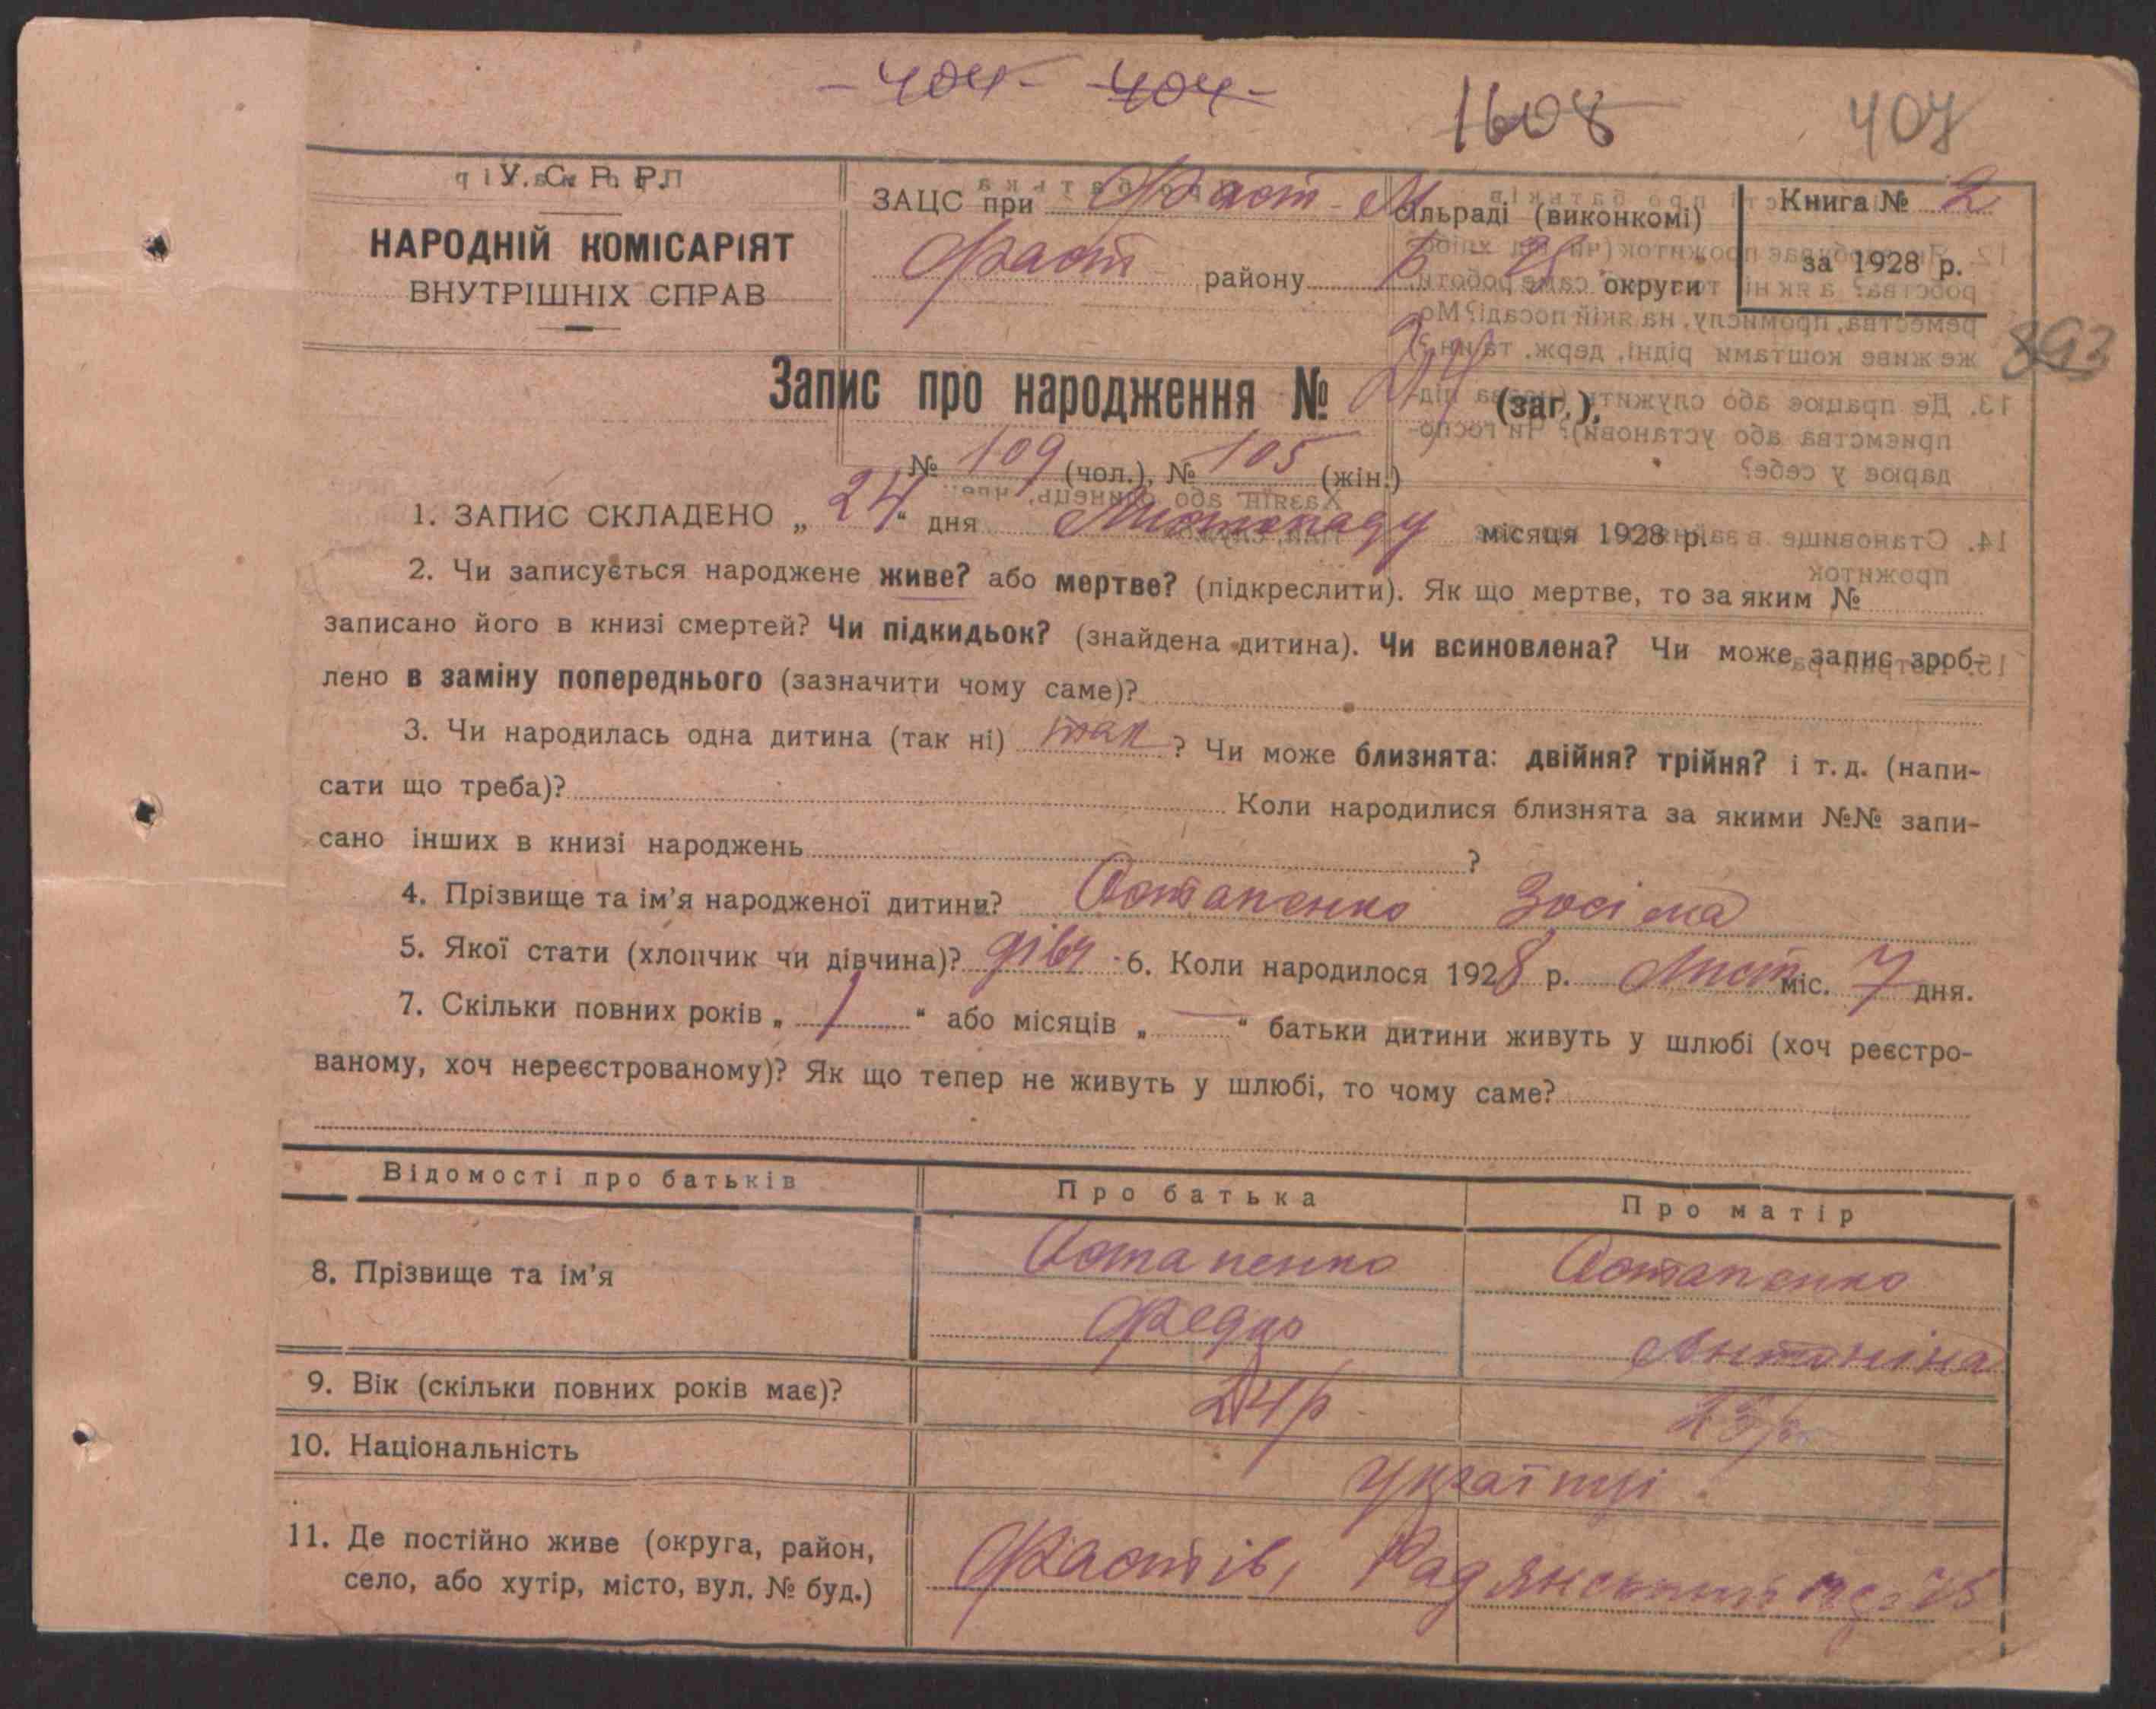 -404- -404-
1608 407
У. С. Р. Р.
НАРОДНІЙ КОМІСАРІЯТ
ВНУТРІШНІХ СПРАВ
ЗАЦС при Фаст - М сільраді (виконкомі)
Фаст району округи
Книга № 2
за 1928 р.
893
Запис про народження № (заг.),
№ 109 (чол.), № 105 (жін.)
1. ЗАПИС СКЛАДЕНО „ 24 “ дня Листопаду місяця 1928 р.
2. Чи записується народжене живе? або мертве? (підкреслити). Як що мертве, то за яким №
записано його в книзі смертей? Чи підкидьок? (знайдена дитина). Чи всиновлена? Чи може запис зроб-
лено в заміну попереднього (зазначити чому саме)?
3. Чи народилась одна дитина (так ні) так ? Чи може близнята: двійня? трійня? і т. д. (напи-
сати що треба)? Коли народилися близнята за якими №№ запи-
сано інших в книзі народжень ?
4. Прізвище та ім’я народженої дитини? Остапенко Зосіма
5. Якої стати (хлопчик чи дівчина)? дівч 6. Коли народилося 1928 р. Лист міс. 7 дня.
7. Скільки повних років „ 1 “ або місяців „ — “ батьки дитини живуть у шлюбі (хоч реєстро-
ваному, хоч нереєстрованому)? Як що тепер не живуть у шлюбі, то чому саме?
Відомості про батьків Про батька Про матір
8. Прізвище та ім’я Остапенко Остапенко
Федір Антоніна
9. Вік (скільки повних років має)? 24р 23р
10. Національність Українці
11. Де постійно живе (округа, район,
село, або хутір, місто, вул. № буд.) Фастів, Радянська 75